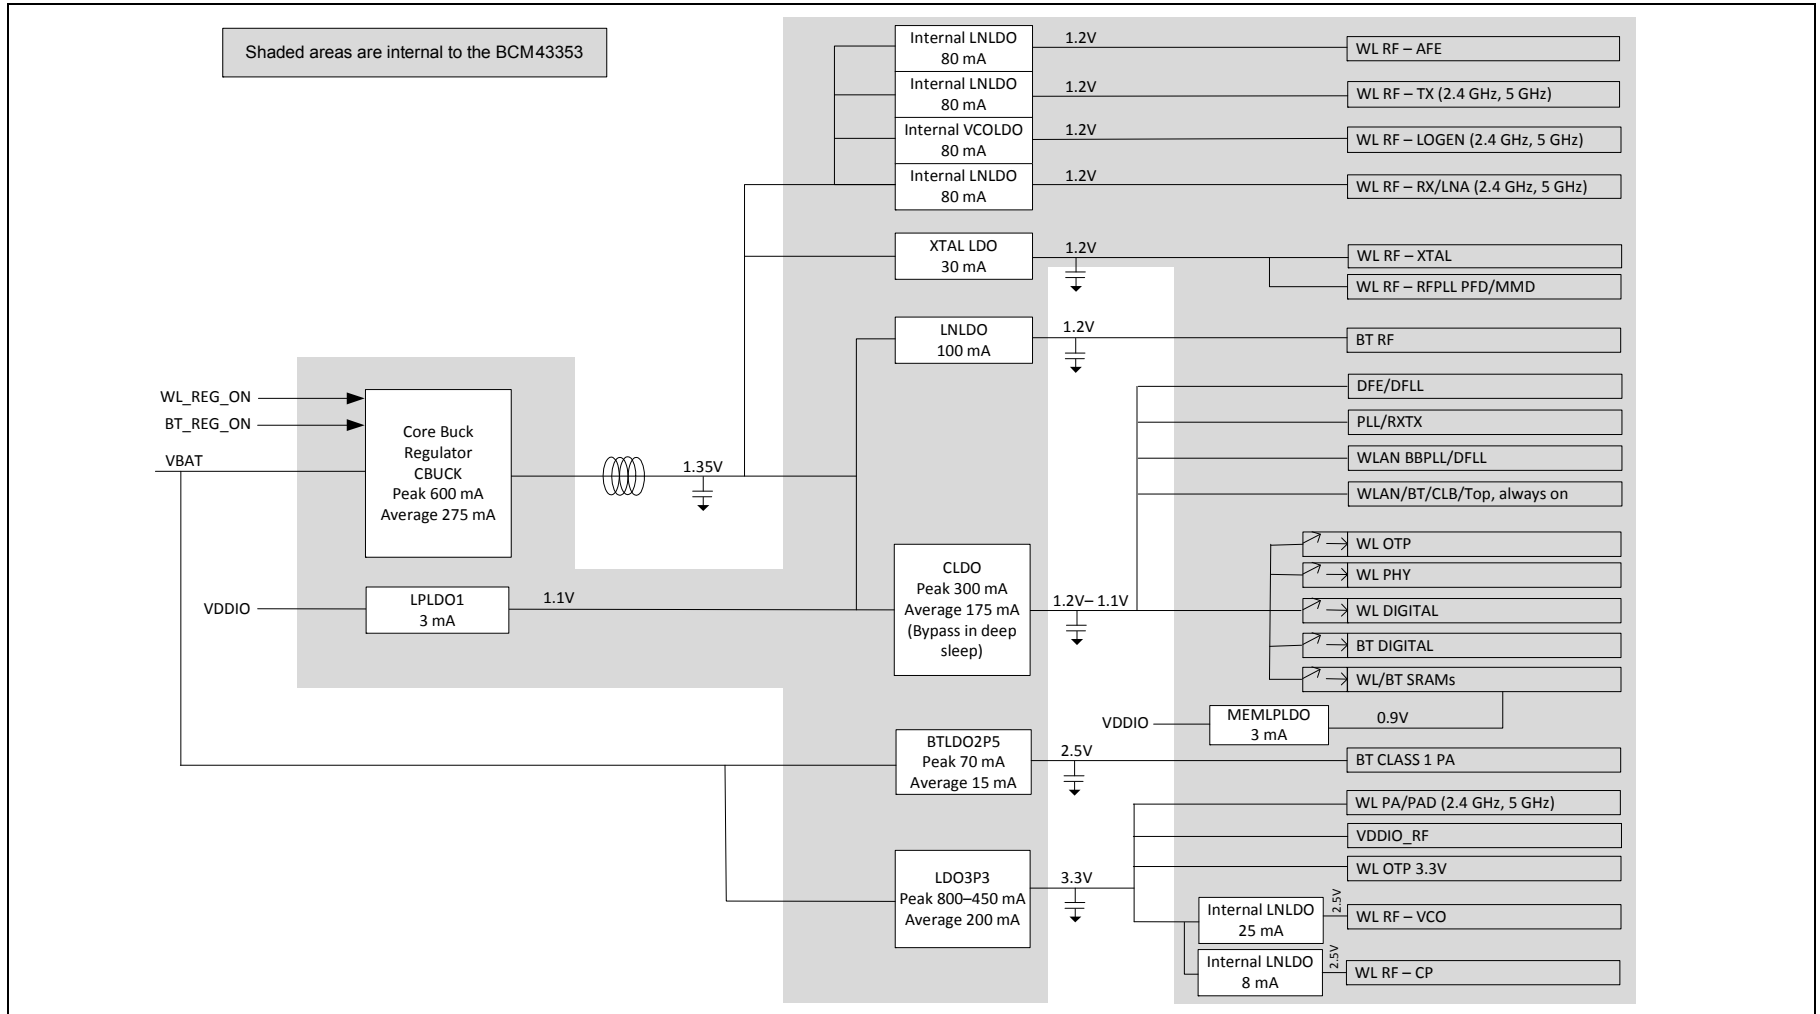 Shaded areas are internal to the BCM43353
Internal LNLDO
80 mA
1.2V
WL RF – AFE
Internal LNLDO
80 mA
1.2V
WL RF – TX (2.4 GHz, 5 GHz)
Internal VCOLDO
80 mA
1.2V
WL RF – LOGEN (2.4 GHz, 5 GHz)
Internal LNLDO
80 mA
1.2V
WL RF – RX/LNA (2.4 GHz, 5 GHz)
XTAL LDO
30 mA
1.2V
WL RF – XTAL
WL RF – RFPLL PFD/MMD
LNLDO
100 mA
1.2V
BT RF
WL_REG_ON
BT_REG_ON
VBAT
Core Buck
Regulator
CBUCK
Peak 600 mA
Average 275 mA
1.35V
DFE/DFLL
PLL/RXTX
WLAN BBPLL/DFLL
WLAN/BT/CLB/Top, always on
VDDIO
LPLDO1
3 mA
1.1V
CLDO
Peak 300 mA
Average 175 mA
(Bypass in deep
sleep)
1.2V– 1.1V
WL OTP
WL PHY
WL DIGITAL
BT DIGITAL
WL/BT SRAMs
VDDIO
MEMLPLDO
3 mA
0.9V
BTLDO2P5
Peak 70 mA
Average 15 mA
2.5V
BT CLASS 1 PA
LDO3P3
Peak 800–450 mA
Average 200 mA
3.3V
WL PA/PAD (2.4 GHz, 5 GHz)
VDDIO_RF
WL OTP 3.3V
Internal LNLDO
25 mA
2.5V
WL RF – VCO
Internal LNLDO
8 mA
2.5V
WL RF – CP